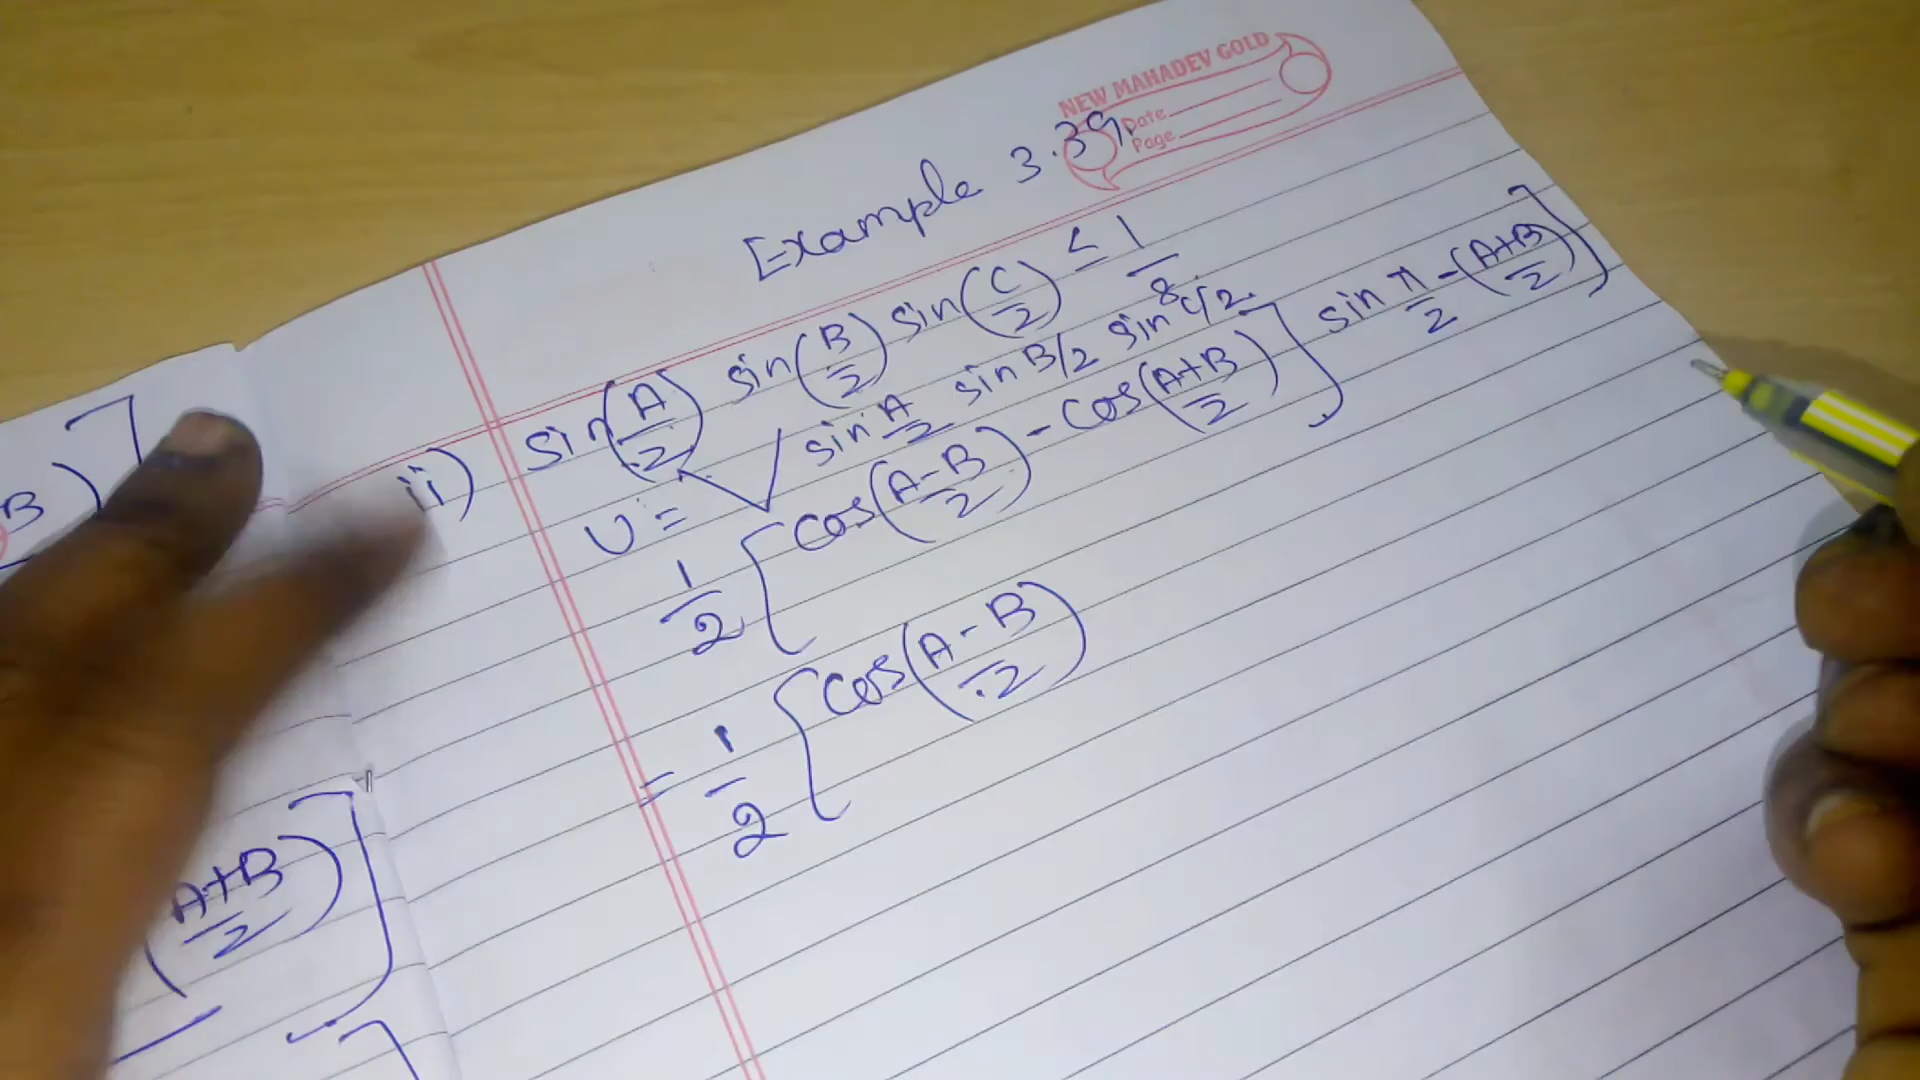 NEW MAHADEV GOLD
Date
Page
Example 3.39.
ii) sin(A/2) sin(B/2) sin(C/2) ≤ 1/8.
U = sin A/2 sin B/2 sin C/2.
1/2 [cos(A-B/2) - cos(A+B/2)] sin π/2 - (A+B/2)]
= 1/2 [cos(A-B/2)
B)]
(A+B/2)]